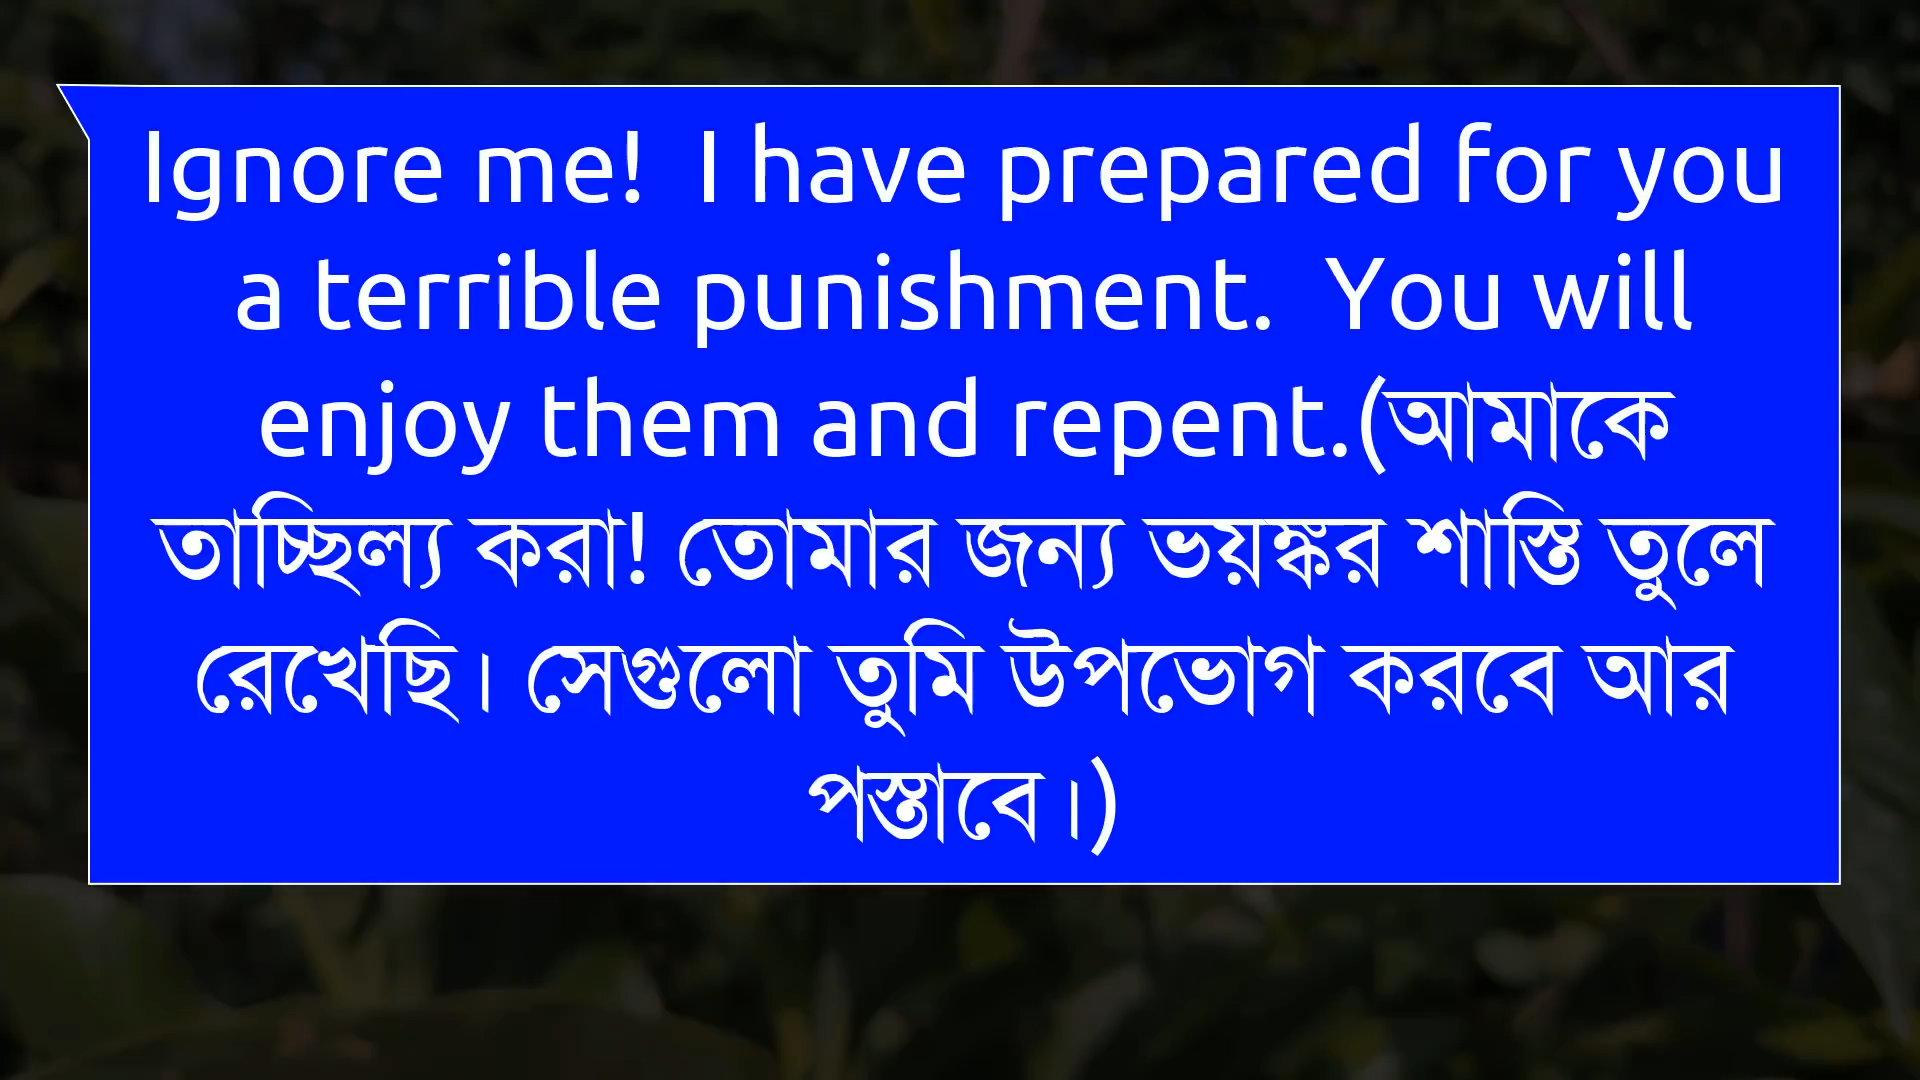 Ignore me!  I have prepared for you
a terrible punishment.  You will
enjoy them and repent.(আমাকে
তাচ্ছিল্য করা! তোমার জন্য ভয়ঙ্কর শাস্তি তুলে
রেখেছি। সেগুলো তুমি উপভোগ করবে আর
পস্তাবে।)